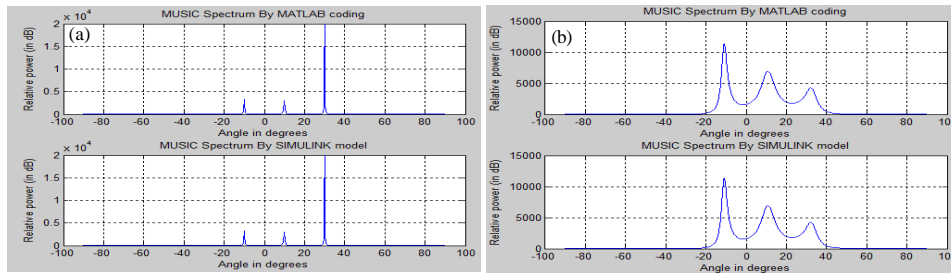 MUSIC Spectrum By MATLAB coding
x 10^4
(a)
Relative power (in dB)
2
1.5
1
0.5
0
-100 -80 -60 -40 -20 0 20 40 60 80 100
Angle in degrees
MUSIC Spectrum By SIMULINK model
x 10^4
Relative power (in dB)
2
1.5
1
0.5
0
-100 -80 -60 -40 -20 0 20 40 60 80 100
Angle in degrees
MUSIC Spectrum By MATLAB coding
(b)
Relative power (in dB)
15000
10000
5000
0
-100 -80 -60 -40 -20 0 20 40 60 80 100
Angle in degrees
MUSIC Spectrum By SIMULINK model
Relative power (in dB)
15000
10000
5000
0
-100 -80 -60 -40 -20 0 20 40 60 80
Angle in degrees